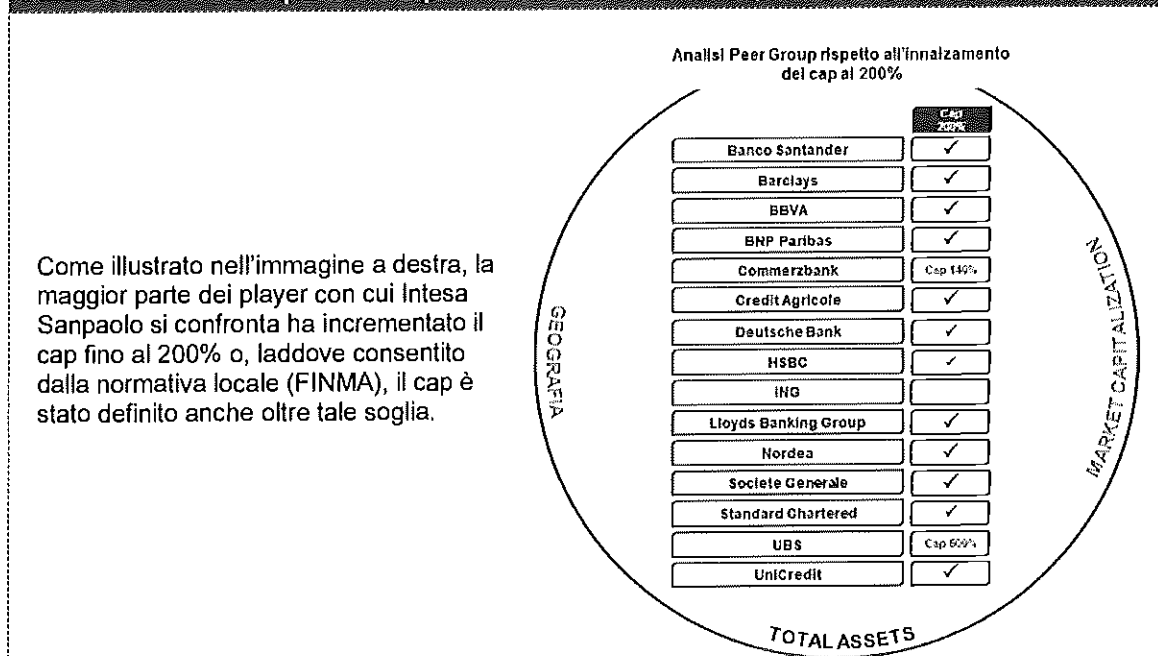 Analisi Peer Group rispetto all'innalzamento
del cap al 200%
Come illustrato nell'immagine a destra, la
maggior parte dei player con cui Intesa
Sanpaolo si confronta ha incrementato il
cap fino al 200% o, laddove consentito
dalla normativa locale (FINMA), il cap è
stato definito anche oltre tale soglia.
GEOGRAFIA
Banco Santander ✓
Barclays ✓
BBVA ✓
BNP Paribas ✓
Commerzbank Cap 140%
Credit Agricole ✓
Deutsche Bank ✓
HSBC ✓
ING
Lloyds Banking Group ✓
Nordea ✓
Societe Generale ✓
Standard Chartered ✓
UBS Cap
UniCredit ✓
MARKET CAPITALIZATION
TOTAL ASSETS